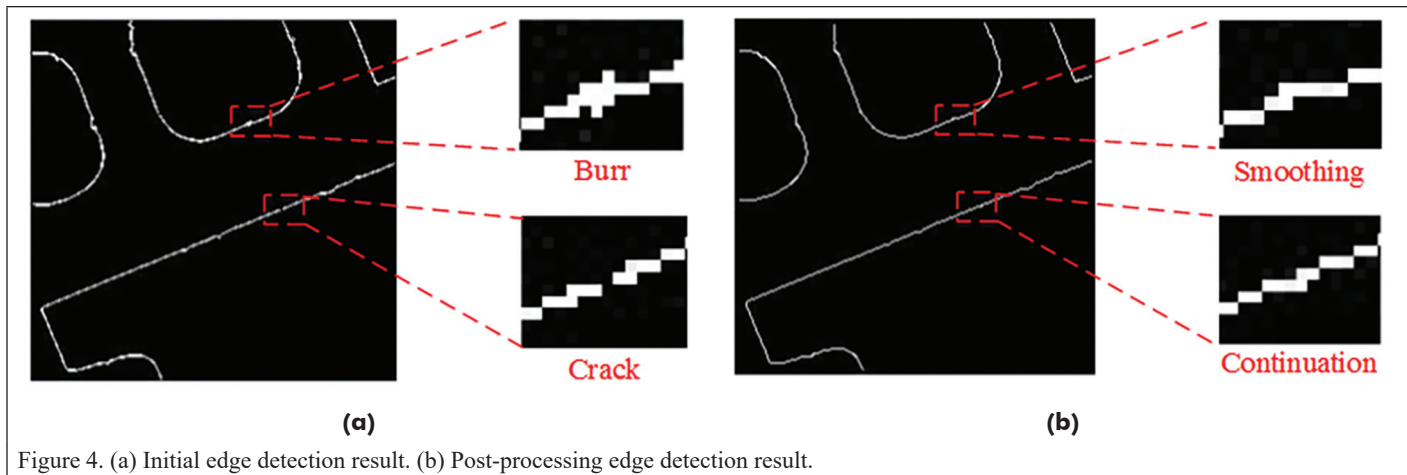 Burr
Crack
(a)
Smoothing
Continuation
(b)
Figure 4. (a) Initial edge detection result. (b) Post-processing edge detection result.